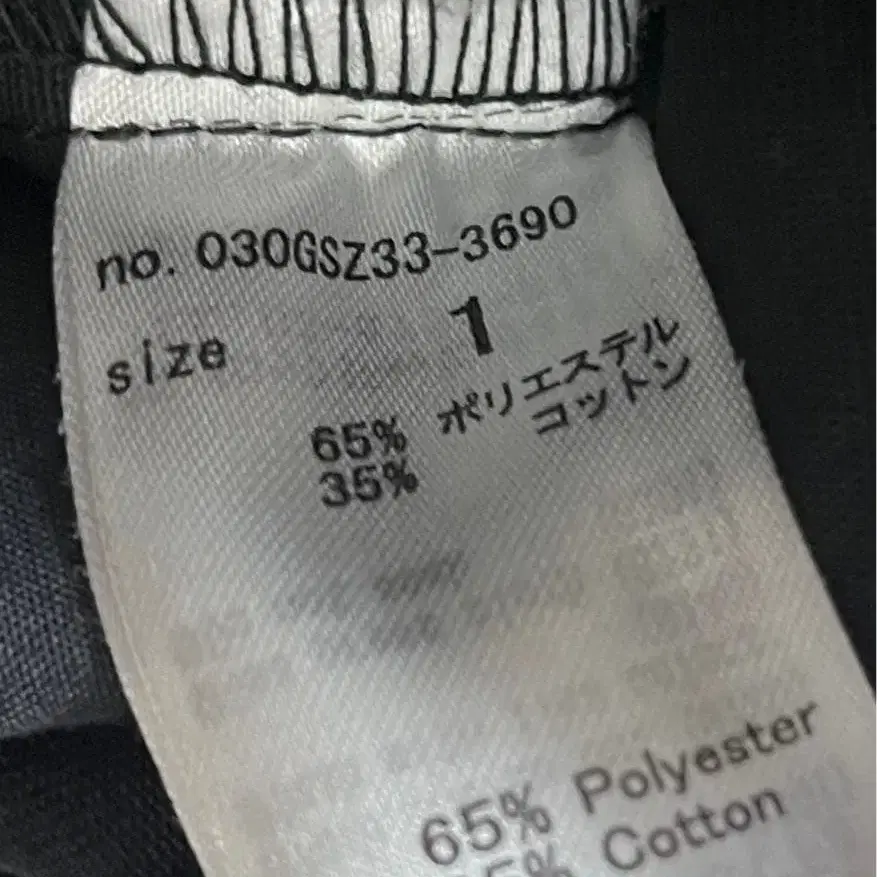 no. 030GSZ33-3690
size 1
65% ポリエステル
35% コットン
65% Polyester
5% Cotton